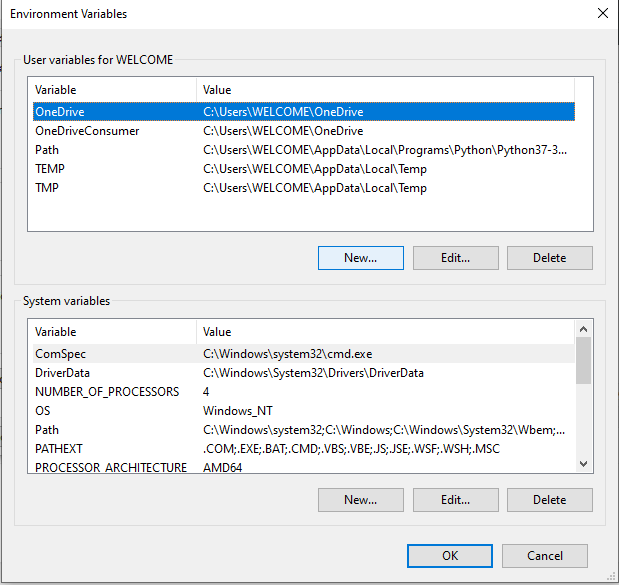 Environment Variables
User variables for WELCOME
Variable Value
OneDrive C:\Users\WELCOME\OneDrive
OneDriveConsumer C:\Users\WELCOME\OneDrive
Path C:\Users\WELCOME\AppData\Local\Programs\Python\Python37-3...
TEMP C:\Users\WELCOME\AppData\Local\Temp
TMP C:\Users\WELCOME\AppData\Local\Temp
New... Edit... Delete
System variables
Variable Value
ComSpec C:\Windows\system32\cmd.exe
DriverData C:\Windows\System32\Drivers\DriverData
NUMBER_OF_PROCESSORS 4
OS Windows_NT
Path C:\Windows\system32;C:\Windows;C:\Windows\System32\Wbem;...
PATHEXT .COM;.EXE;.BAT;.CMD;.VBS;.VBE;.JS;.JSE;.WSF;.WSH;.MSC
PROCESSOR_ARCHITECTURE AMD64
New... Edit... Delete
OK Cancel